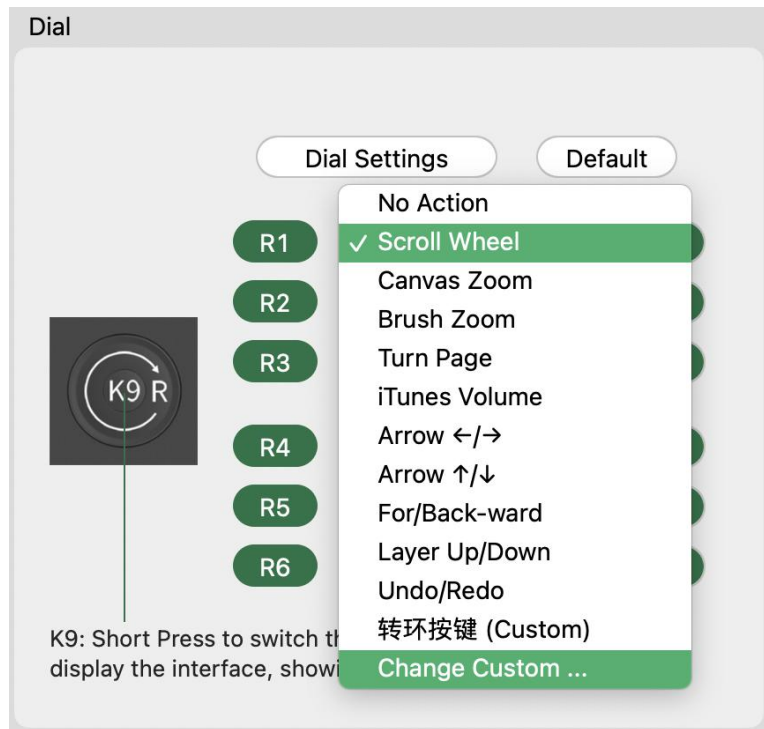 Dial
Dial Settings
Default
No Action
R1
✓ Scroll Wheel
Canvas Zoom
R2
Brush Zoom
R3
Turn Page
K9 R
iTunes Volume
Arrow ←/→
R4
Arrow ↑/↓
R5
For/Back-ward
Layer Up/Down
R6
Undo/Redo
转环按键 (Custom)
K9: Short Press to switch
display the interface,
Change Custom ...